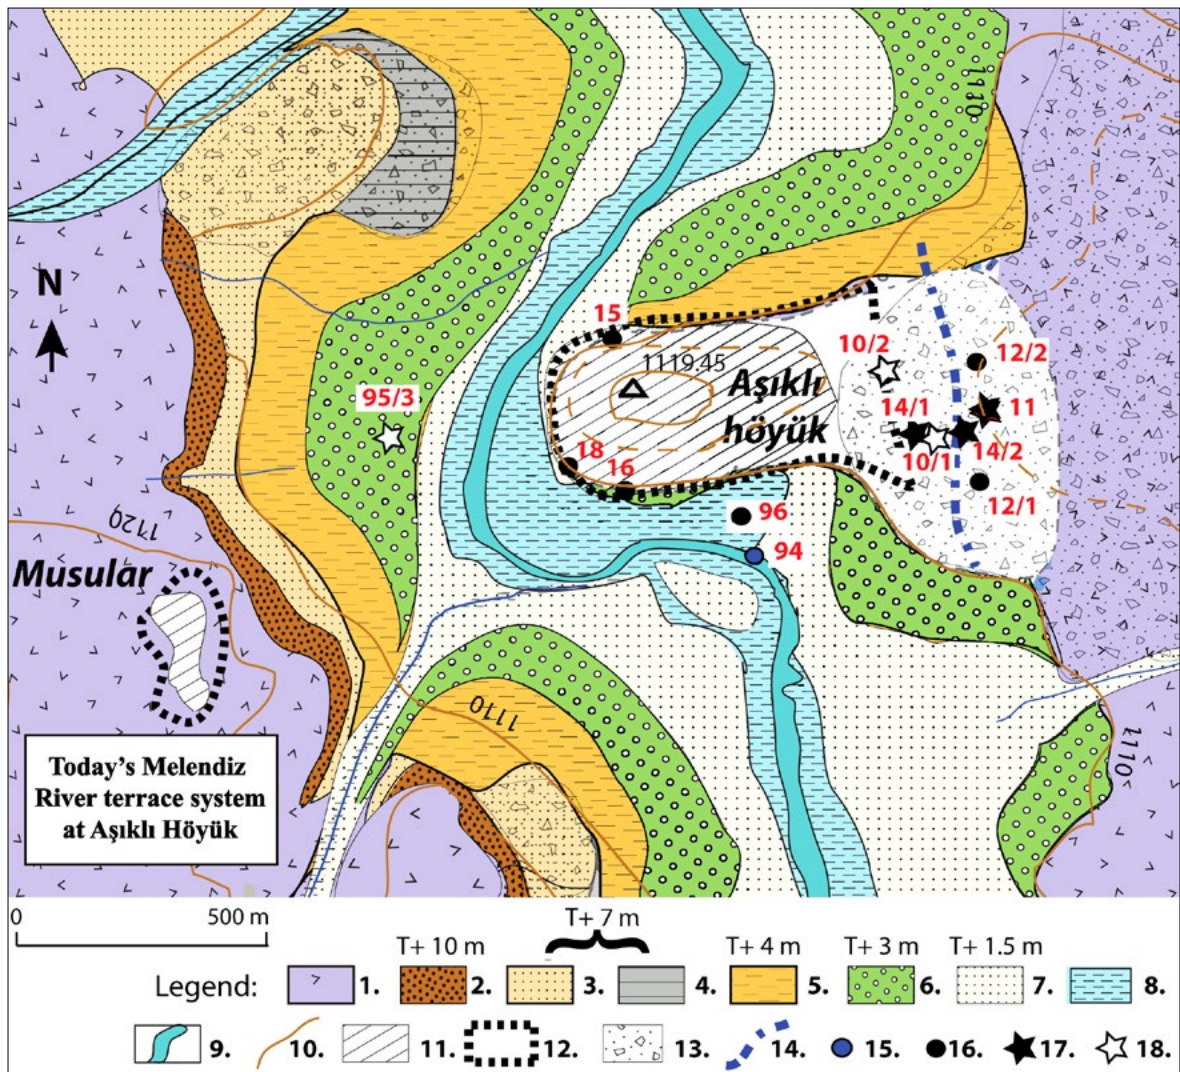 1110
N
15
10/2
12/2
1119.45
Aşıklı
höyük
95/3
14/1
11
18
16
10/1
14/2
12/1
96
94
1120
Musular
1110
1110
Today's Melendiz
River terrace system
at Aşıklı Höyük
0
500 m
T+ 7 m
T+ 10 m
T+ 4 m
T+ 3 m
T+ 1.5 m
Legend:
1.
2.
3.
4.
5.
6.
7.
8.
9.
10.
11.
12.
13.
14.
15.
16.
17.
18.